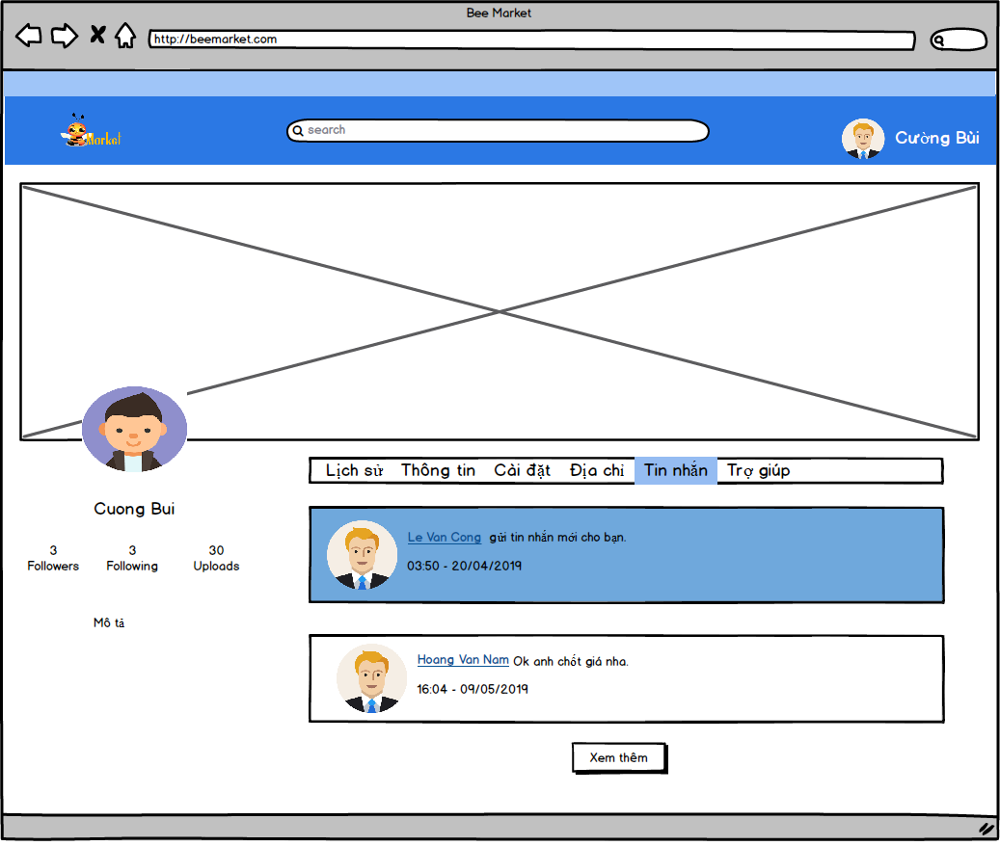 Bee Market
http://beemarket.com
Market
search
Cường Bùi
Lịch sử Thông tin Cài đặt Địa chỉ Tin nhắn Trợ giúp
Cuong Bui
3 3 30
Followers Following Uploads
Mô tả
Le Van Cong gửi tin nhắn mới cho bạn.
03:50 - 20/04/2019
Hoang Van Nam Ok anh chốt giá nha.
16:04 - 09/05/2019
Xem thêm